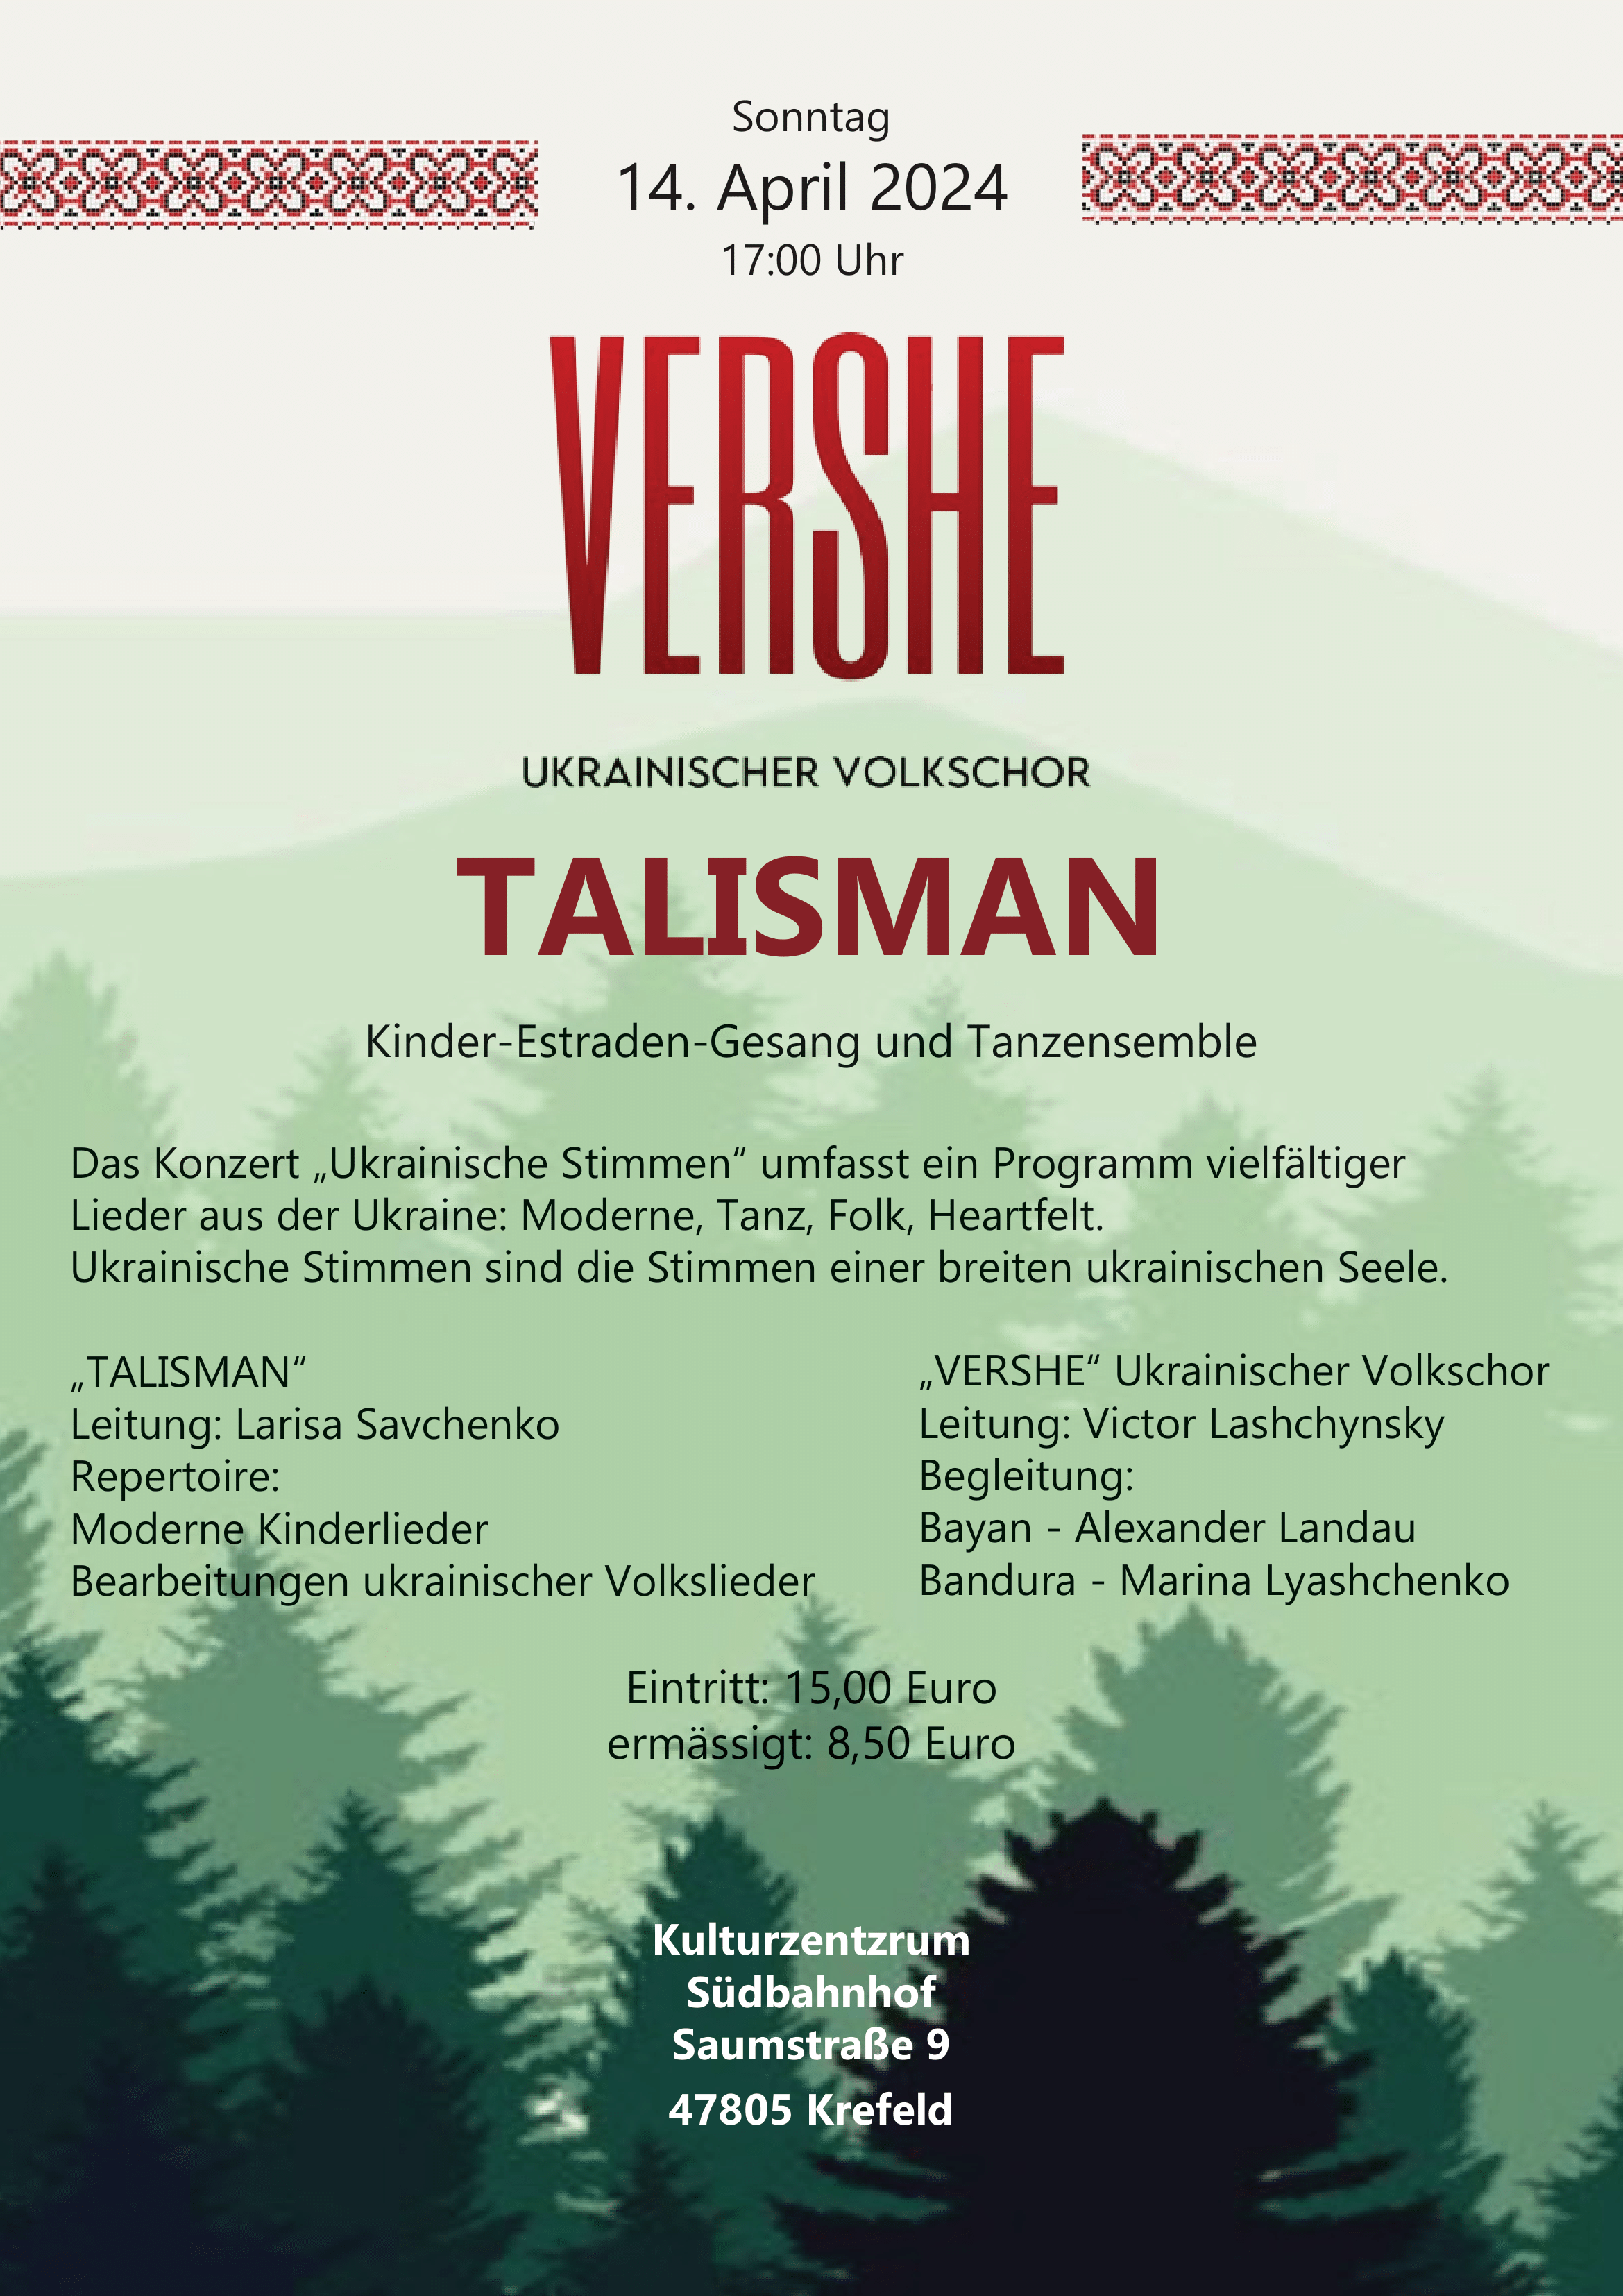 Sonntag
14. April 2024
17:00 Uhr
VERSHE
UKRAINISCHER VOLKSCHOR
TALISMAN
Kinder-Estraden-Gesang und Tanzensemble
Das Konzert „Ukrainische Stimmen“ umfasst ein Programm vielfältiger
Lieder aus der Ukraine: Moderne, Tanz, Folk, Heartfelt.
Ukrainische Stimmen sind die Stimmen einer breiten ukrainischen Seele.
„TALISMAN“
Leitung: Larisa Savchenko
Repertoire:
Moderne Kinderlieder
Bearbeitungen ukrainischer Volkslieder
„VERSHE“ Ukrainischer Volkschor
Leitung: Victor Lashchynsky
Begleitung:
Bayan - Alexander Landau
Bandura - Marina Lyashchenko
Eintritt: 15,00 Euro
ermässigt: 8,50 Euro
Kulturzentzrum
Südbahnhof
Saumstraße 9
47805 Krefeld